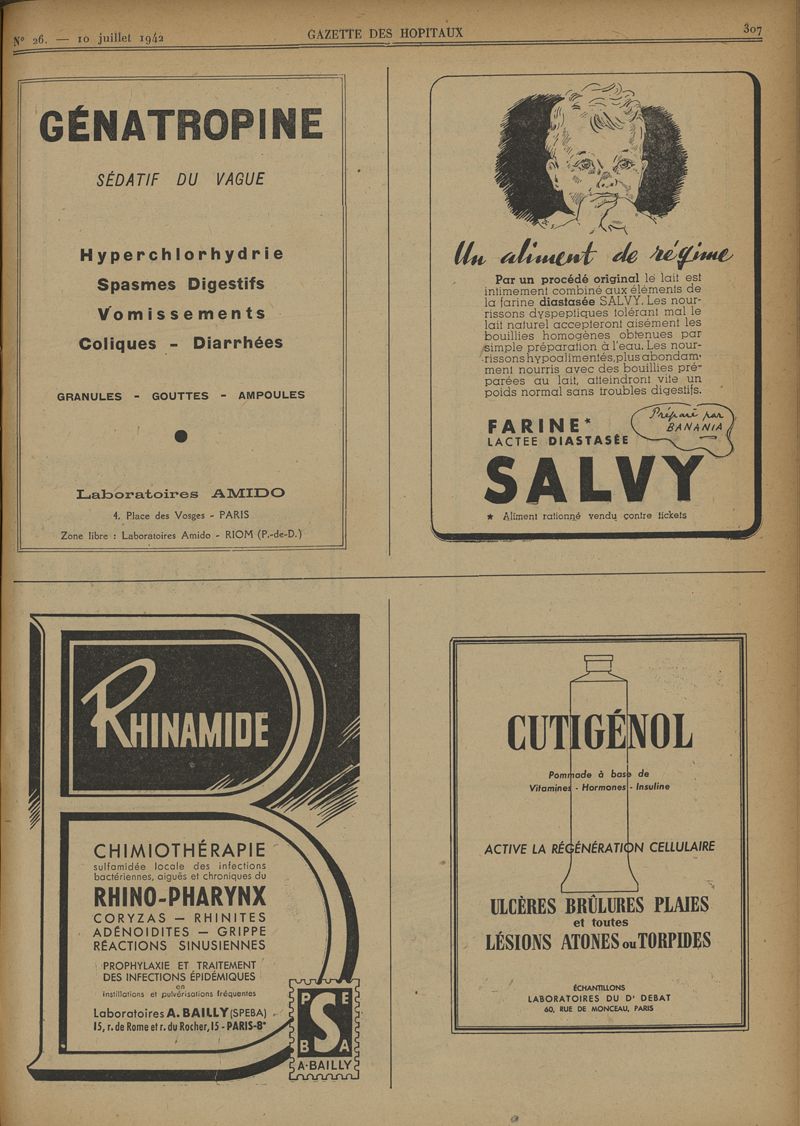 N° 26. — 10 juillet 1942
GAZETTE DES HOPITAUX
307
GÉNATROPINE
SÉDATIF DU VAGUE
Hyperchlorhydrie
Spasmes Digestifs
Vomissements
Coliques - Diarrhées
GRANULES - GOUTTES - AMPOULES
Laboratoires AMIDO
4, Place des Vosges - PARIS
Zone libre : Laboratoires Amido - RIOM (P.-de-D.)
Un aliment de régime
Par un procédé original le lait est
intimement combiné aux éléments de
la farine diastasée SALVY. Les nour-
rissons dyspeptiques tolérant mal le
lait naturel accepteront aisément les
bouillies homogènes obtenues par
simple préparation à l'eau. Les nour-
rissons hypoalimentés, plus abondam-
ment nourris avec des bouillies pré-
parées au lait, atteindront vite un
poids normal sans troubles digestifs.
Préparé par
BANANIA
FARINE*
LACTEE DIASTASÉE
SALVY
* Aliment rationné vendu contre tickets
RHINAMIDE
CHIMIOTHÉRAPIE
sulfamidée locale des infections
bactériennes, aiguës et chroniques du
RHINO-PHARYNX
CORYZAS — RHINITES
ADÉNOIDITES — GRIPPE
RÉACTIONS SINUSIENNES
PROPHYLAXIE ET TRAITEMENT
DES INFECTIONS ÉPIDÉMIQUES
en
instillations et pulvérisations fréquentes
Laboratoires A. BAILLY (SPEBA)
15, r. de Rome et r. du Rocher, 15 - PARIS-8e
P E
S
B A
A. BAILLY
CUTIGÉNOL
Pommade à base de
Vitamines - Hormones - Insuline
ACTIVE LA RÉGÉNÉRATION CELLULAIRE
ULCÈRES BRÛLURES PLAIES
et toutes
LÉSIONS ATONES ou TORPIDES
ÉCHANTILLONS
LABORATOIRES DU Dr DEBAT
60, RUE DE MONCEAU, PARIS